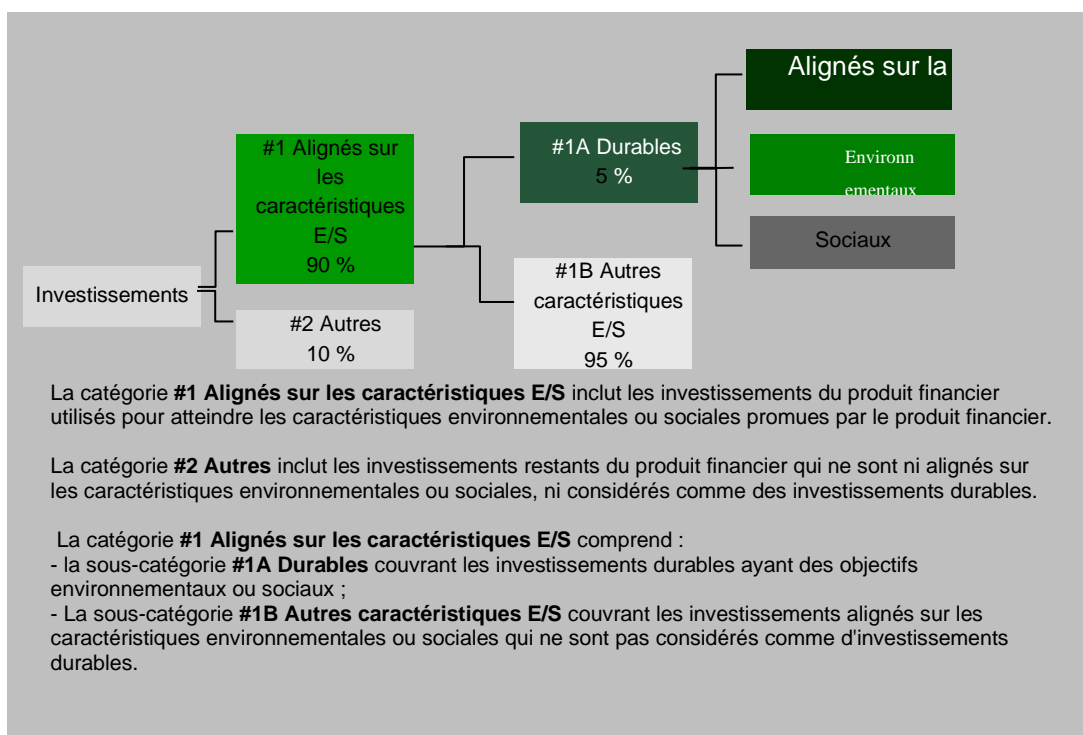 Alignés sur la
#1 Alignés sur
les
caractéristiques
E/S
90 %
#1A Durables
5 %
Environn
ementaux
Sociaux
Investissements
#2 Autres
10 %
#1B Autres
caractéristiques
E/S
95 %
La catégorie #1 Alignés sur les caractéristiques E/S inclut les investissements du produit financier
utilisés pour atteindre les caractéristiques environnementales ou sociales promues par le produit financier.
La catégorie #2 Autres inclut les investissements restants du produit financier qui ne sont ni alignés sur
les caractéristiques environnementales ou sociales, ni considérés comme des investissements durables.
La catégorie #1 Alignés sur les caractéristiques E/S comprend :
- la sous-catégorie #1A Durables couvrant les investissements durables ayant des objectifs
environnementaux ou sociaux ;
- La sous-catégorie #1B Autres caractéristiques E/S couvrant les investissements alignés sur les
caractéristiques environnementales ou sociales qui ne sont pas considérés comme d'investissements
durables.